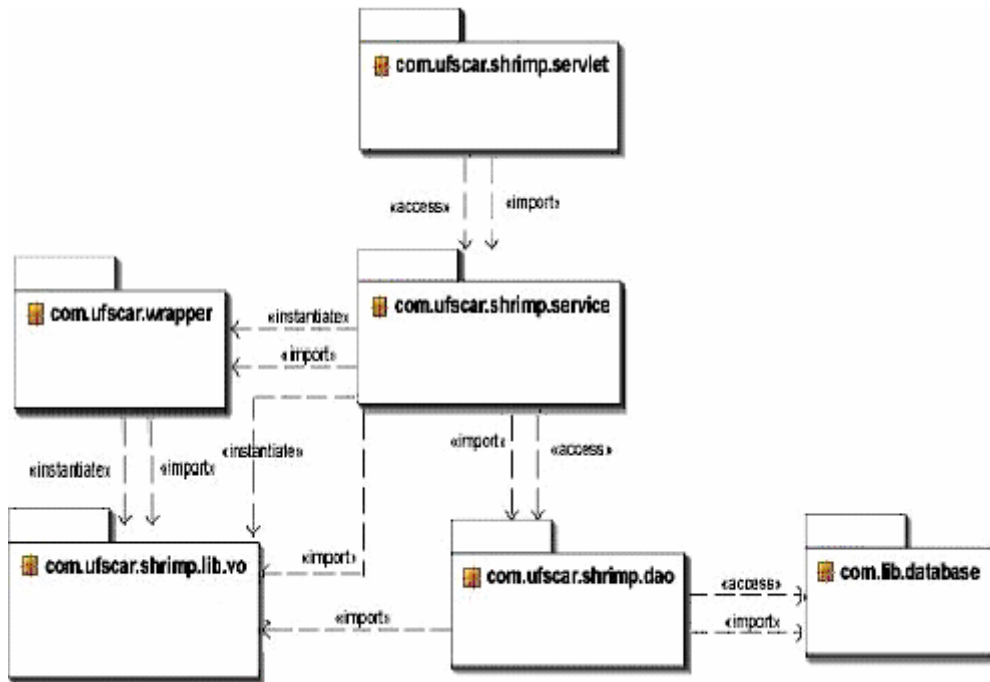 com.ufscar.shrimp.servlet
«access»
«import»
com.ufscar.wrapper
com.ufscar.shrimp.service
«instantiate»
«import»
«instantiate»
«import»
«instantiate»
«import»
«access»
com.ufscar.shrimp.lib.vo
«import»
«import»
com.ufscar.shrimp.dao
«access»
«import»
com.lib.database